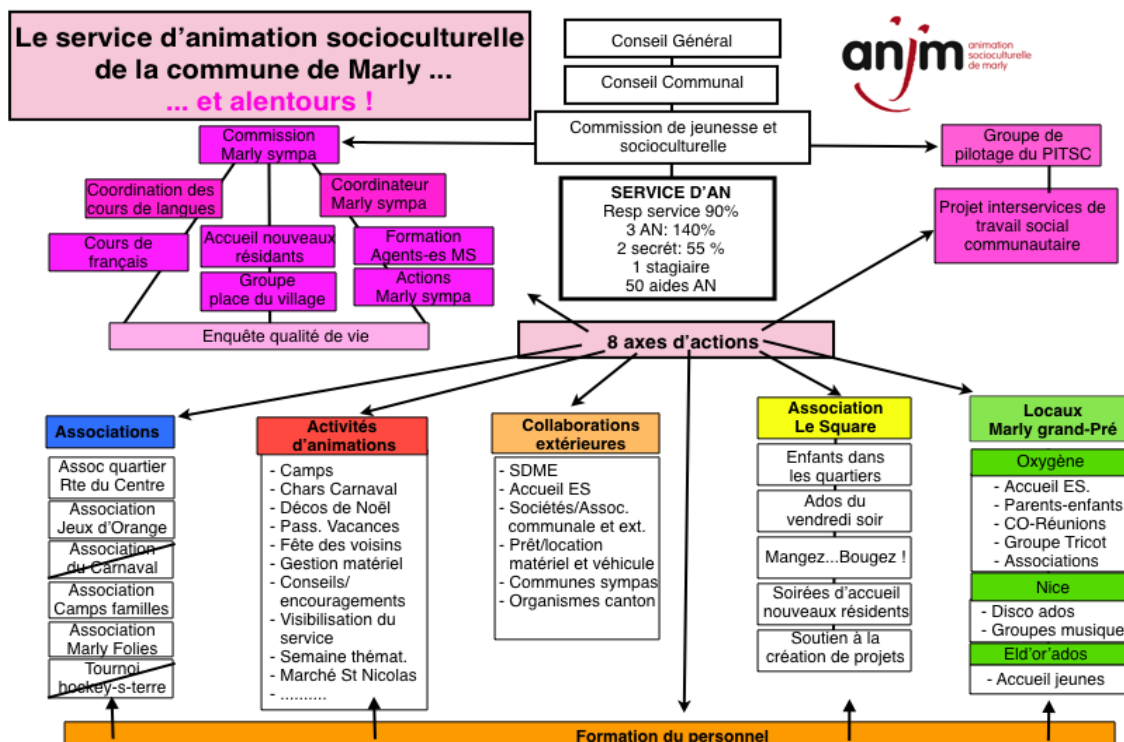 Le service d'animation socioculturelle
de la commune de Marly ...
... et alentours !
Conseil Général
Conseil Communal
Commission de jeunesse et
socioculturelle
anim
animation
socioculturelle
de marly
Commission
Marly sympa
Coordination des
cours de langues
Coordinateur
Marly sympa
Cours de
français
Accueil nouveaux
résidants
Formation
Agents-es MS
Groupe
place du village
Actions
Marly sympa
Enquête qualité de vie
SERVICE D'AN
Resp service 90%
3 AN: 140%
2 secrét: 55 %
1 stagiaire
50 aides AN
Groupe de
pilotage du PITSC
Projet interservices de
travail social
communautaire
8 axes d'actions
Associations
Assoc quartier
Rte du Centre
Association
Jeux d'Orange
Association
du Carnaval
Association
Camps familles
Association
Marly Folies
Tournoi
hockey-s-terre
Activités
d'animations
- Camps
- Chars Carnaval
- Décos de Noël
- Pass. Vacances
- Fête des voisins
- Gestion matériel
- Conseils/
encouragements
- Visibilisation du
service
- Semaine thémat.
- Marché St Nicolas
- ..........
Collaborations
extérieures
- SDME
- Accueil ES
- Sociétés/Assoc.
communale et ext.
- Prêt/location
matériel et véhicule
- Communes sympas
- Organismes canton
Association
Le Square
Enfants dans
les quartiers
Ados du
vendredi soir
Mangez...Bougez !
Soirées d'accueil
nouveaux résidents
Soutien à la
création de projets
Locaux
Marly grand-Pré
Oxygène
- Accueil ES.
- Parents-enfants
- CO-Réunions
- Groupe Tricot
- Associations
Nice
- Disco ados
- Groupes musique
Eld'or'ados
- Accueil jeunes
Formation du personnel